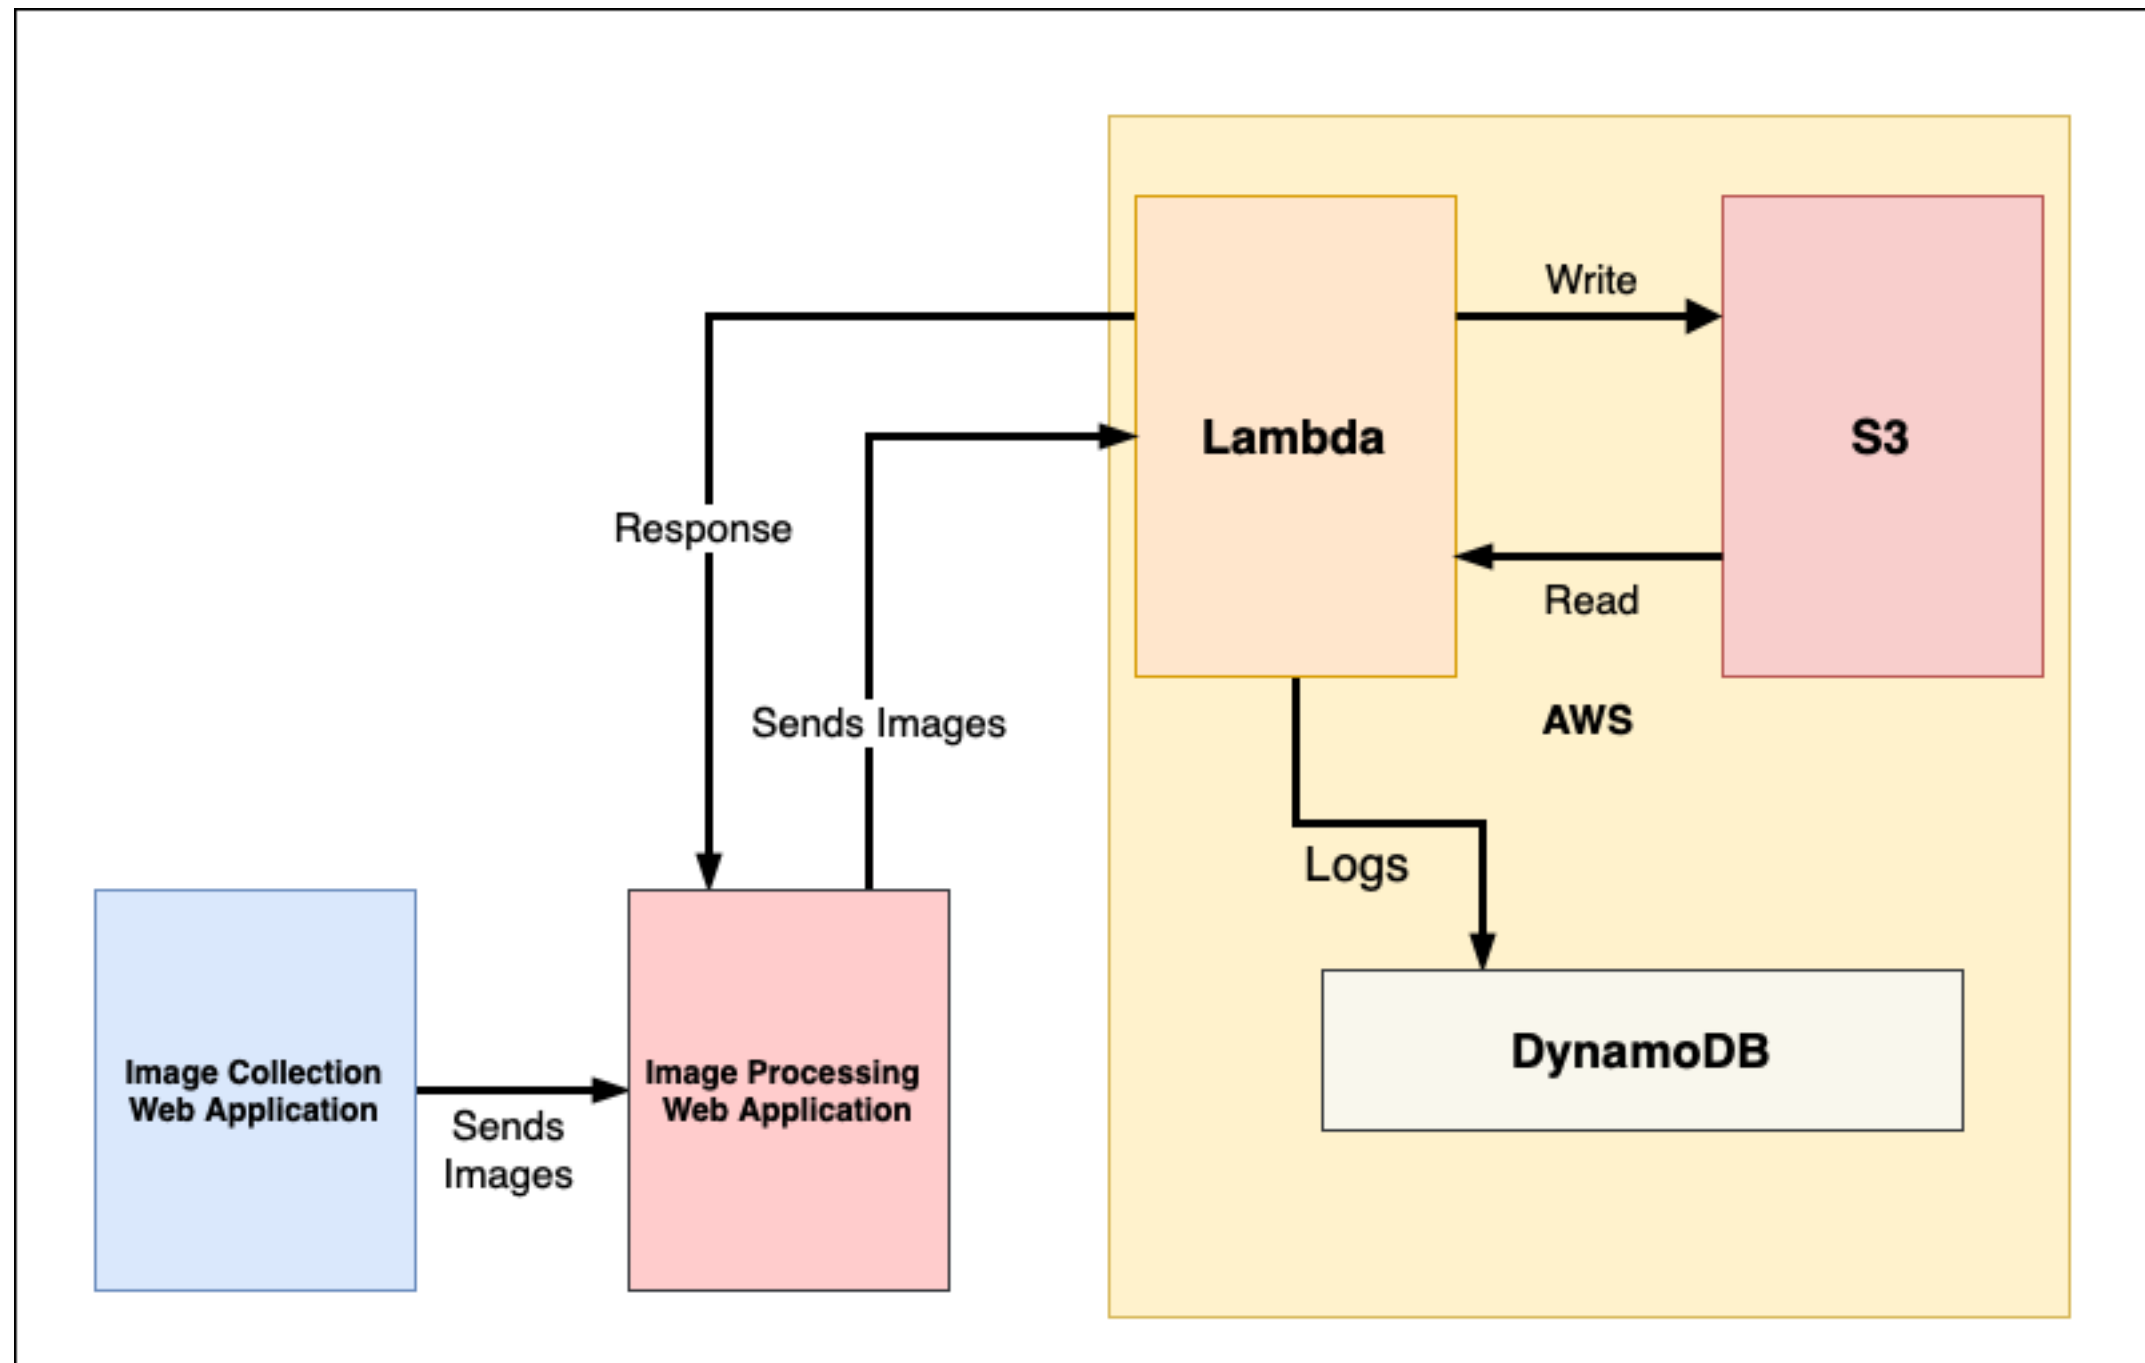 Write
Lambda
S3
Response
Read
Sends Images
AWS
Logs
DynamoDB
Image Collection
Web Application
Sends
Images
Image Processing
Web Application